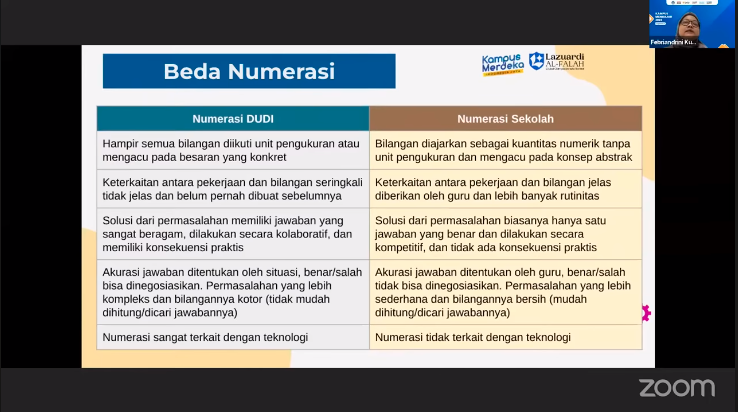 KAMPUS
MERDEKA
Febriandrini Ku...
Beda Numerasi
Kampus
Merdeka
Lazuardi
AL-FALAH
Numerasi DUDI
Numerasi Sekolah
Hampir semua bilangan diikuti unit pengukuran atau
mengacu pada besaran yang konkret
Bilangan diajarkan sebagai kuantitas numerik tanpa
unit pengukuran dan mengacu pada konsep abstrak
Keterkaitan antara pekerjaan dan bilangan seringkali
tidak jelas dan belum pernah dibuat sebelumnya
Keterkaitan antara pekerjaan dan bilangan jelas
diberikan oleh guru dan lebih banyak rutinitas
Solusi dari permasalahan memiliki jawaban yang
sangat beragam, dilakukan secara kolaboratif, dan
memiliki konsekuensi praktis
Solusi dari permasalahan biasanya hanya satu
jawaban yang benar dan dilakukan secara
kompetitif, dan tidak ada konsekuensi praktis
Akurasi jawaban ditentukan oleh situasi, benar/salah
bisa dinegosiasikan. Permasalahan yang lebih
kompleks dan bilangannya kotor (tidak mudah
dihitung/dicari jawabannya)
Akurasi jawaban ditentukan oleh guru, benar/salah
tidak bisa dinegosiasikan. Permasalahan yang lebih
sederhana dan bilangannya bersih (mudah
dihitung/dicari jawabannya)
Numerasi sangat terkait dengan teknologi
Numerasi tidak terkait dengan teknologi
zoom